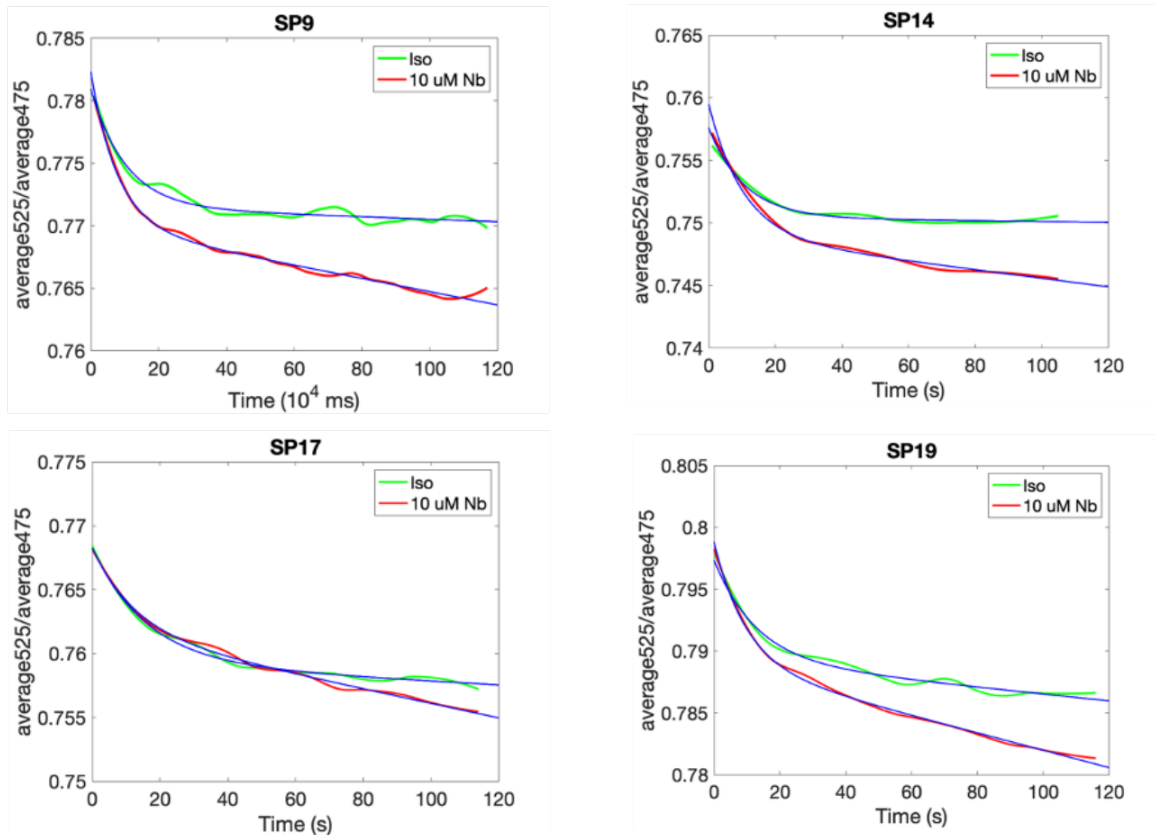 SP9
0.785
0.78
0.775
0.77
0.765
0.76
average525/average475
Iso
10 uM Nb
0 20 40 60 80 100 120
Time (10⁴ ms)
SP14
0.765
0.76
0.755
0.75
0.745
0.74
average525/average475
Iso
10 uM Nb
0 20 40 60 80 100 120
Time (s)
SP17
0.775
0.77
0.765
0.76
0.755
0.75
average525/average475
Iso
10 uM Nb
0 20 40 60 80 100 120
Time (s)
SP19
0.805
0.8
0.795
0.79
0.785
0.78
average525/average475
Iso
10 uM Nb
0 20 40 60 80 100 120
Time (s)